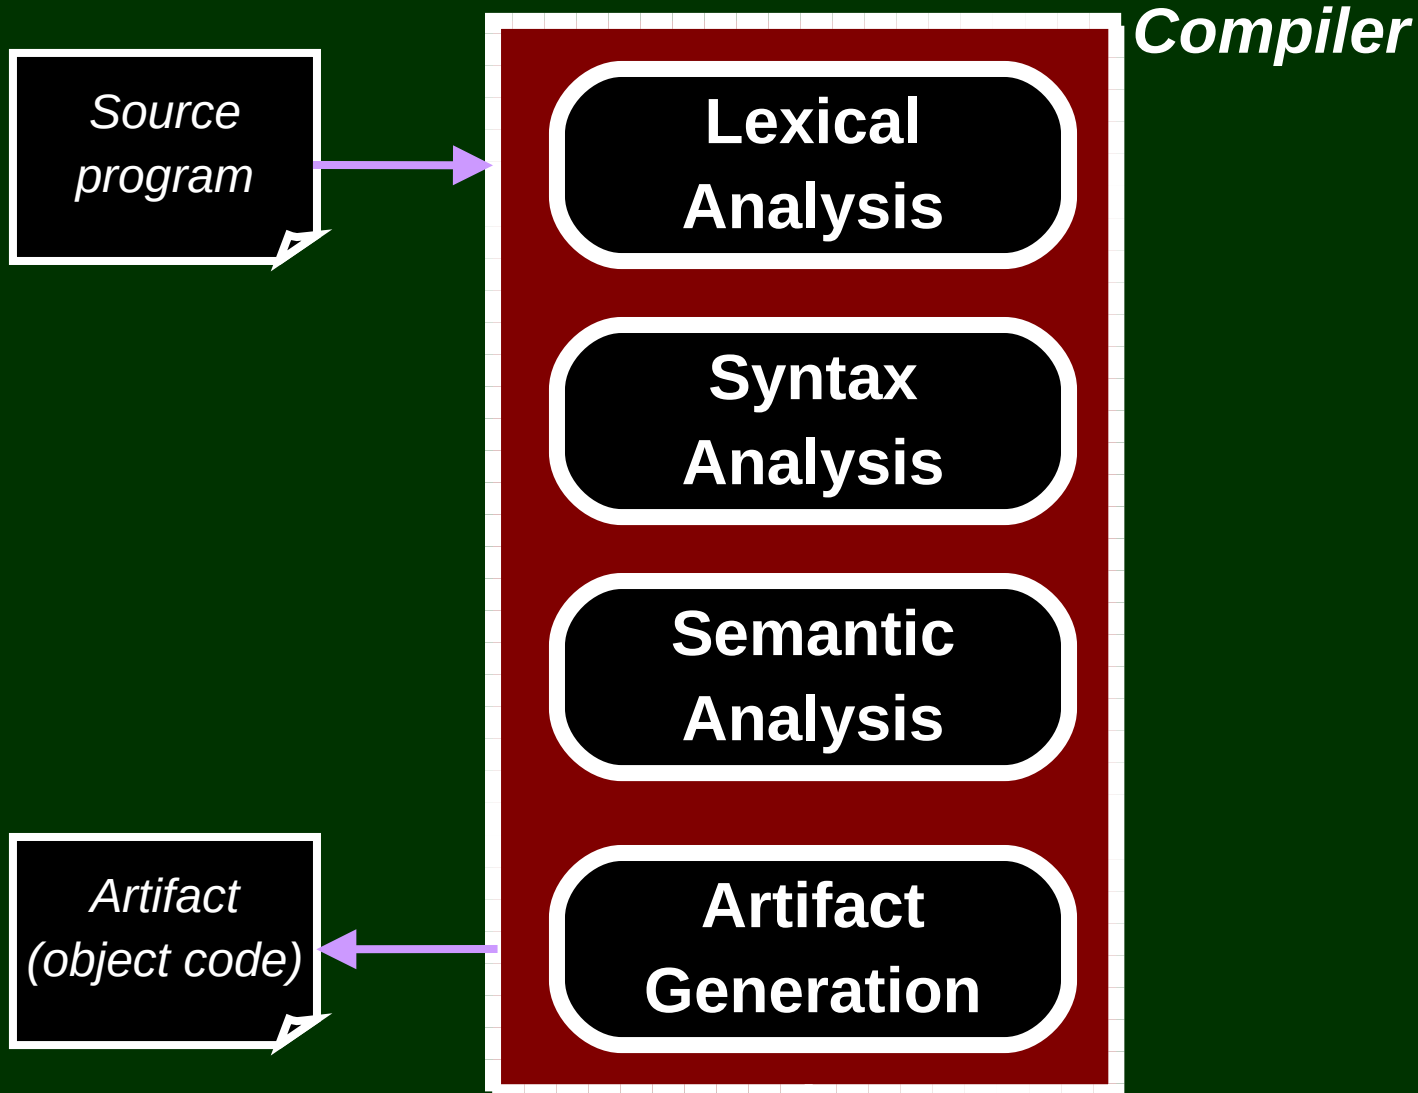 Compiler
Source
program
Lexical
Analysis
Syntax
Analysis
Semantic
Analysis
Artifact
(object code)
Artifact
Generation